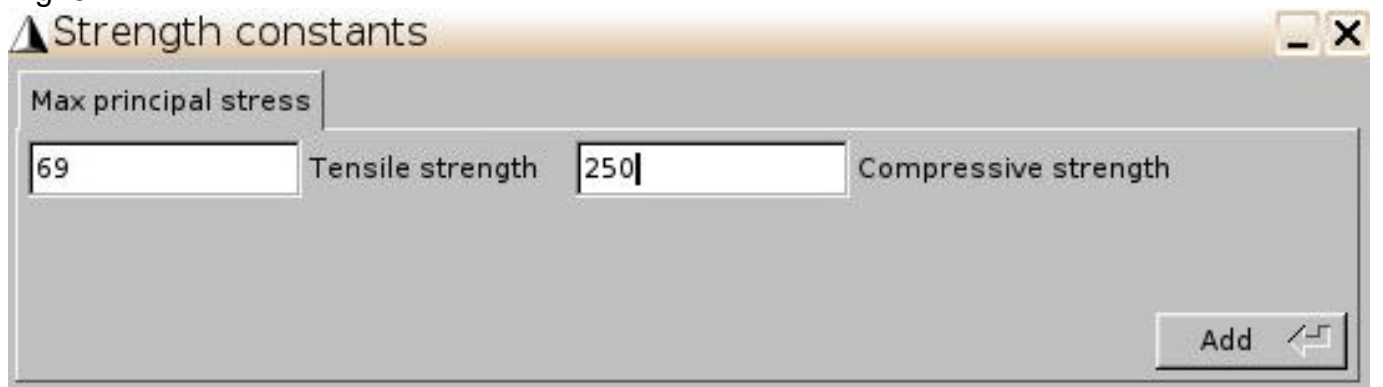 Strength constants
Max principal stress
69 Tensile strength 250 Compressive strength
Add